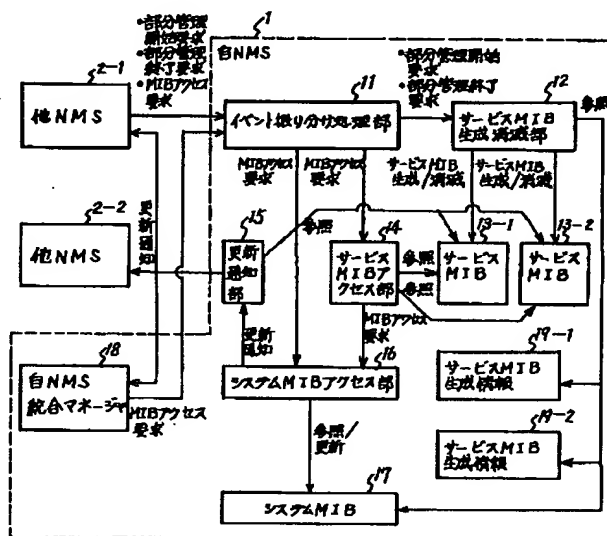 ・部分管理
開始要求
・部分管理
終了要求
・MIBアクセス
要求
1
自NMS
・部分管理開始
要求
・部分管理終了
要求
2-1
他NMS
11
イベント振り分け処理部
12
サービスMIB
生成消滅部
参照
MIBアクセス
要求
MIBアクセス
要求
サービスMIB
生成/消滅
サービスMIB
生成/消滅
更新
通知
2-2
他NMS
15
更新
通知
部
参照
14
サービス
MIBアク
セス部
参照
参照
13-1
サービス
MIB
13-2
サービス
MIB
更新
通知
MIBアクセス
要求
18
自NMS
統合マネージャ
MIBアクセス
要求
16
システムMIBアクセス部
19-1
サービスMIB
生成情報
参照/
更新
19-2
サービスMIB
生成情報
17
システムMIB